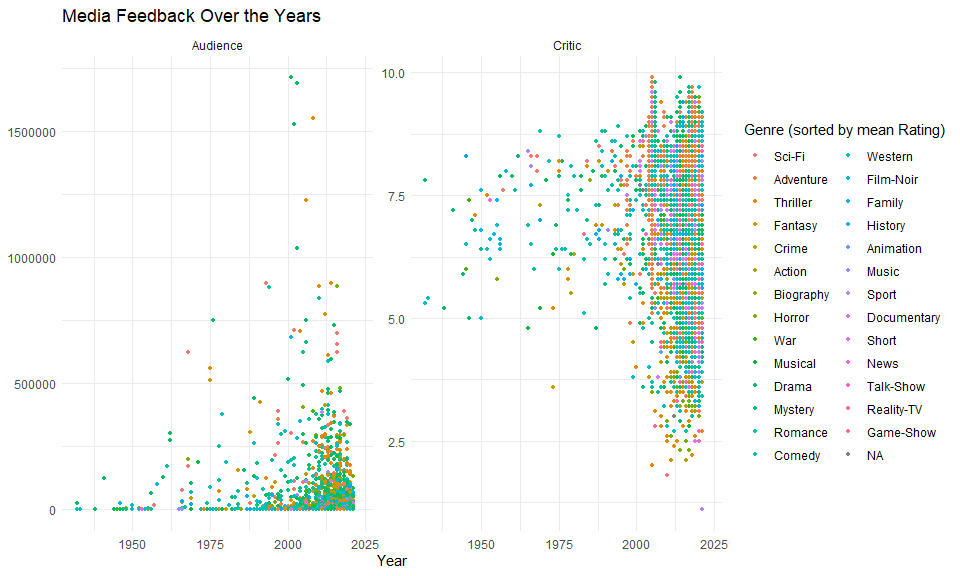 Media Feedback Over the Years
Audience
Critic
1500000
1000000
500000
0
10.0
7.5
5.0
2.5
1950 1975 2000 2025
1950 1975 2000 2025
Year
Genre (sorted by mean Rating)
Sci-Fi
Adventure
Thriller
Fantasy
Crime
Action
Biography
Horror
War
Musical
Drama
Mystery
Romance
Comedy
Western
Film-Noir
Family
History
Animation
Music
Sport
Documentary
Short
News
Talk-Show
Reality-TV
Game-Show
NA